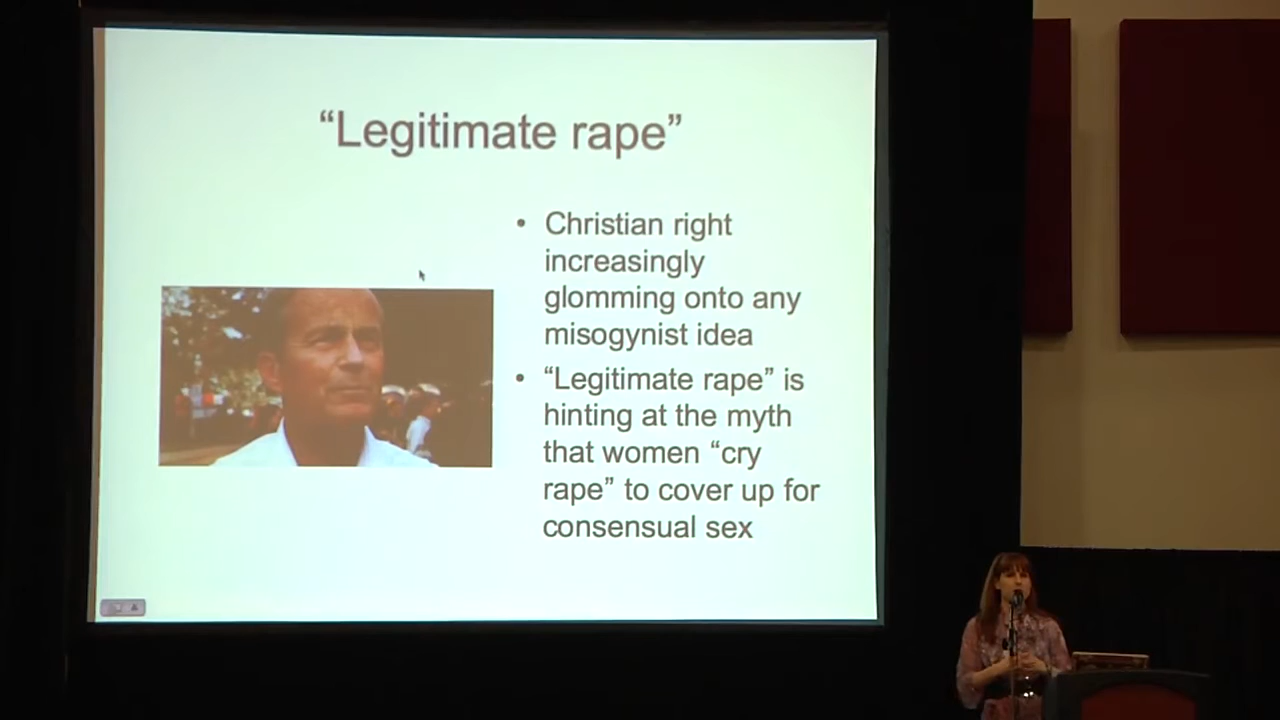 “Legitimate rape”
• Christian right
increasingly
glomming onto any
misogynist idea
• “Legitimate rape” is
hinting at the myth
that women “cry
rape” to cover up for
consensual sex